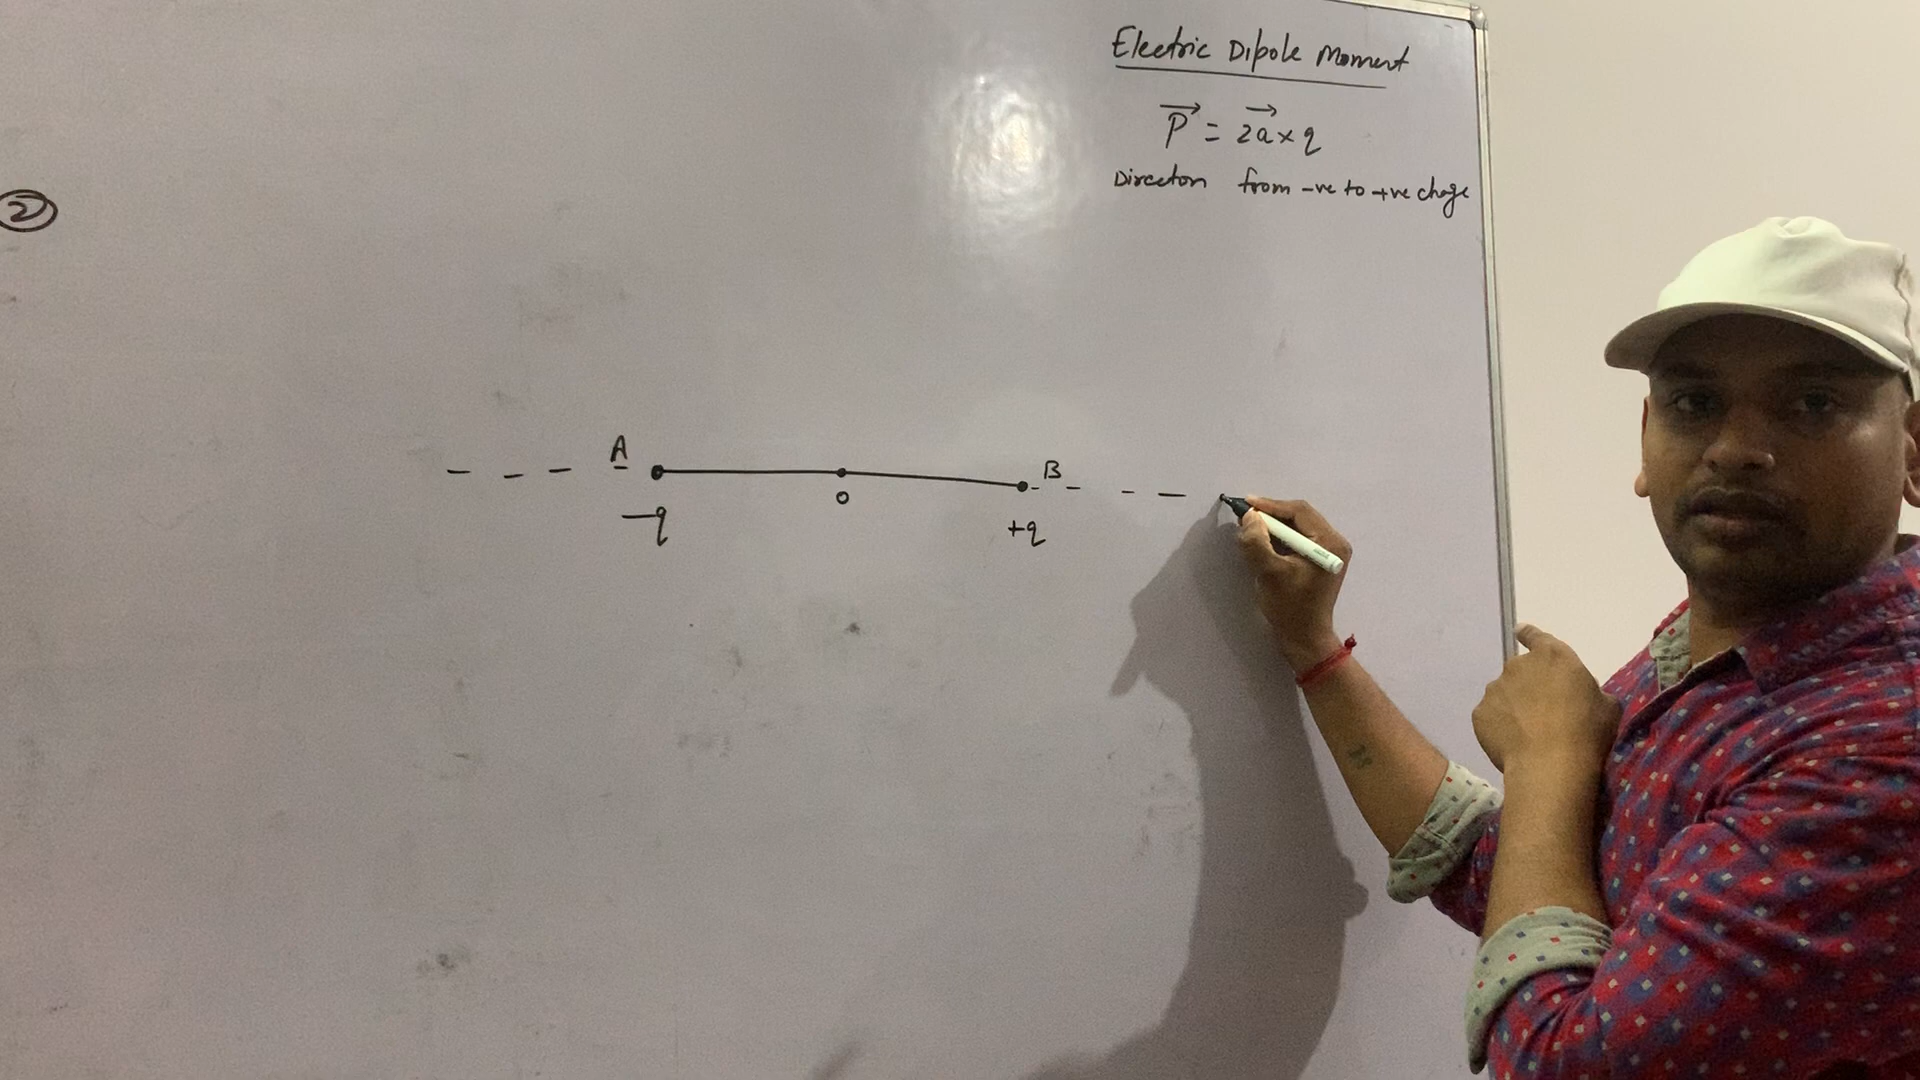 Electric Dipole Moment
P⃗ = 2a⃗ × q
Direction from -ve to +ve charge
②
A
B
O
-q
+q